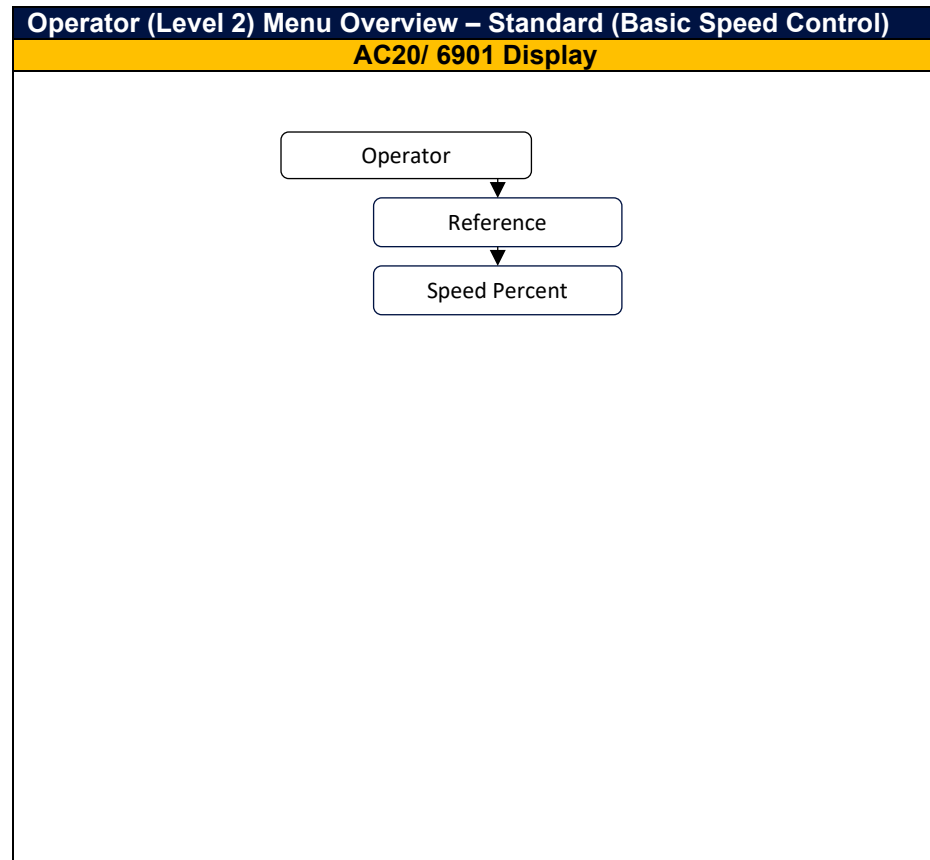 Operator (Level 2) Menu Overview – Standard (Basic Speed Control)
AC20/ 6901 Display
Operator
Reference
Speed Percent